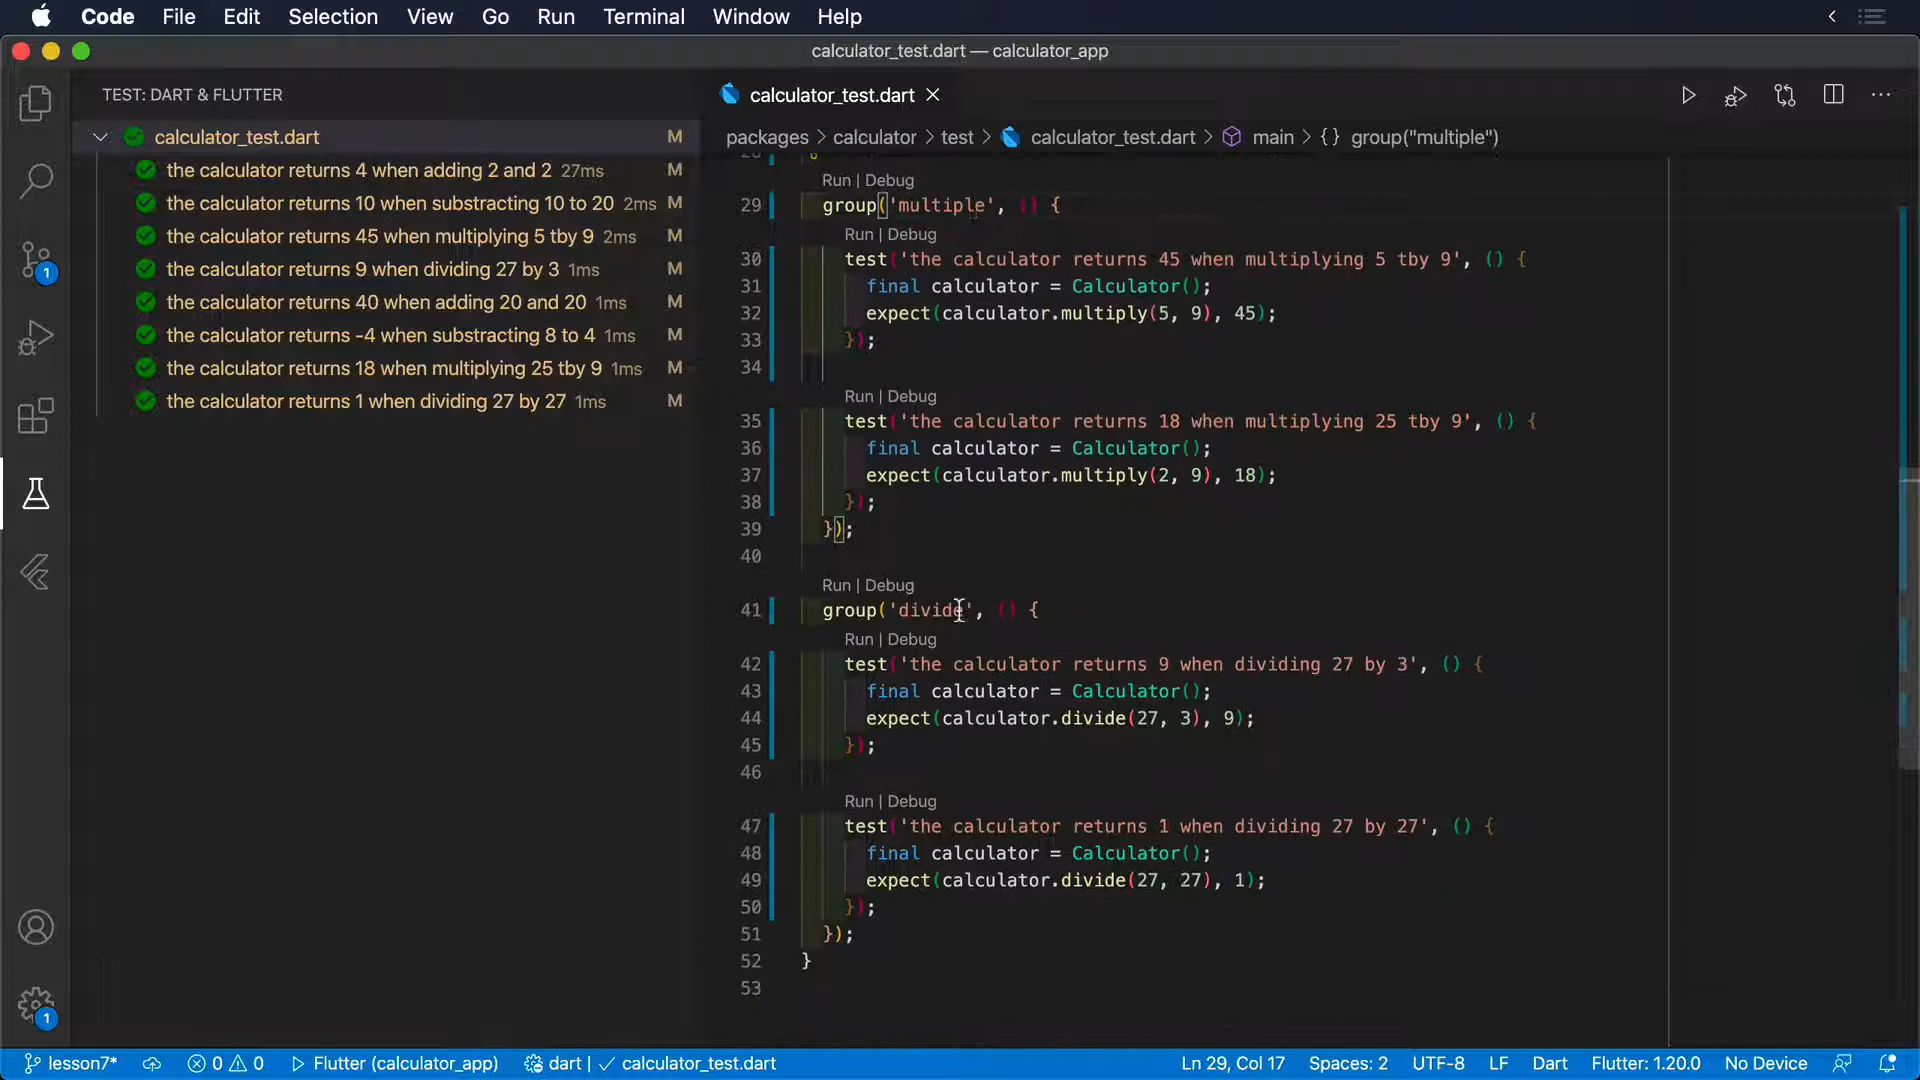 Code File Edit Selection View Go Run Terminal Window Help
calculator_test.dart — calculator_app
TEST: DART & FLUTTER
calculator_test.dart M
the calculator returns 4 when adding 2 and 2 27ms M
the calculator returns 10 when substracting 10 to 20 2ms M
the calculator returns 45 when multiplying 5 tby 9 2ms M
the calculator returns 9 when dividing 27 by 3 1ms M
the calculator returns 40 when adding 20 and 20 1ms M
the calculator returns -4 when substracting 8 to 4 1ms M
the calculator returns 18 when multiplying 25 tby 9 1ms M
the calculator returns 1 when dividing 27 by 27 1ms M
1
1
calculator_test.dart
packages > calculator > test > calculator_test.dart > main > {} group("multiple")
Run | Debug
29 group('multiple', () {
Run | Debug
30 test('the calculator returns 45 when multiplying 5 tby 9', () {
31 final calculator = Calculator();
32 expect(calculator.multiply(5, 9), 45);
33 });
34
Run | Debug
35 test('the calculator returns 18 when multiplying 25 tby 9', () {
36 final calculator = Calculator();
37 expect(calculator.multiply(2, 9), 18);
38 });
39 });
40
Run | Debug
41 group('divide', () {
Run | Debug
42 test('the calculator returns 9 when dividing 27 by 3', () {
43 final calculator = Calculator();
44 expect(calculator.divide(27, 3), 9);
45 });
46
Run | Debug
47 test('the calculator returns 1 when dividing 27 by 27', () {
48 final calculator = Calculator();
49 expect(calculator.divide(27, 27), 1);
50 });
51 });
52 }
53
lesson7* 0 0 Flutter (calculator_app) dart | ✓ calculator_test.dart Ln 29, Col 17 Spaces: 2 UTF-8 LF Dart Flutter: 1.20.0 No Device